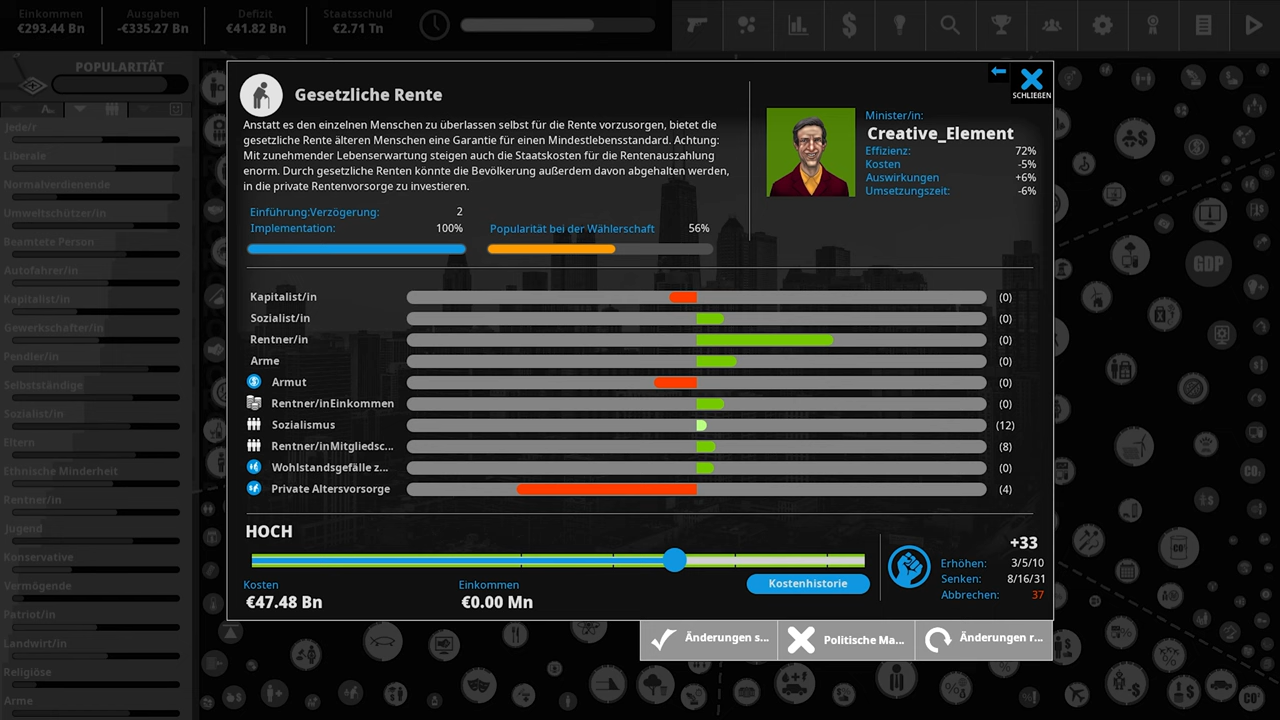 Einkommen
€293.44 Bn
Ausgaben
-€335.27 Bn
Defizit
€41.82 Bn
Staatsschuld
€2.71 Tn
POPULARITÄT
Jede/r
Liberale
Normalverdienende
Umweltschützer/in
Beamtete Person
Autofahrer/in
Kapitalist/in
Gewerkschafter/in
Pendler/in
Selbstständige
Sozialist/in
Eltern
Ethnische Minderheit
Rentner/in
Jugend
Konservative
Vermögende
Patriot/in
Landwirt/in
Religiöse
Arme
Gesetzliche Rente
Anstatt es den einzelnen Menschen zu überlassen selbst für die Rente vorzusorgen, bietet die
gesetzliche Rente älteren Menschen eine Garantie für einen Mindestlebensstandard. Achtung:
Mit zunehmender Lebenserwartung steigen auch die Staatskosten für die Rentenauszahlung
enorm. Durch gesetzliche Renten könnte die Bevölkerung außerdem davon abgehalten werden,
in die private Rentenvorsorge zu investieren.
Einführung:Verzögerung: 2
Implementation: 100%
Popularität bei der Wählerschaft 56%
SCHLIEẞEN
Minister/in:
Creative_Element
Effizienz: 72%
Kosten -5%
Auswirkungen +6%
Umsetzungszeit: -6%
Kapitalist/in (0)
Sozialist/in (0)
Rentner/in (0)
Arme (0)
Armut (0)
Rentner/inEinkommen (0)
Sozialismus (12)
Rentner/inMitgliedsc... (8)
Wohlstandsgefälle z... (0)
Private Altersvorsorge (4)
HOCH
Kosten
€47.48 Bn
Einkommen
€0.00 Mn
Kostenhistorie
+33
Erhöhen: 3/5/10
Senken: 8/16/31
Abbrechen: 37
Änderungen s...
Politische Ma...
Änderungen r...
GDP
CO²
CO²
CO²